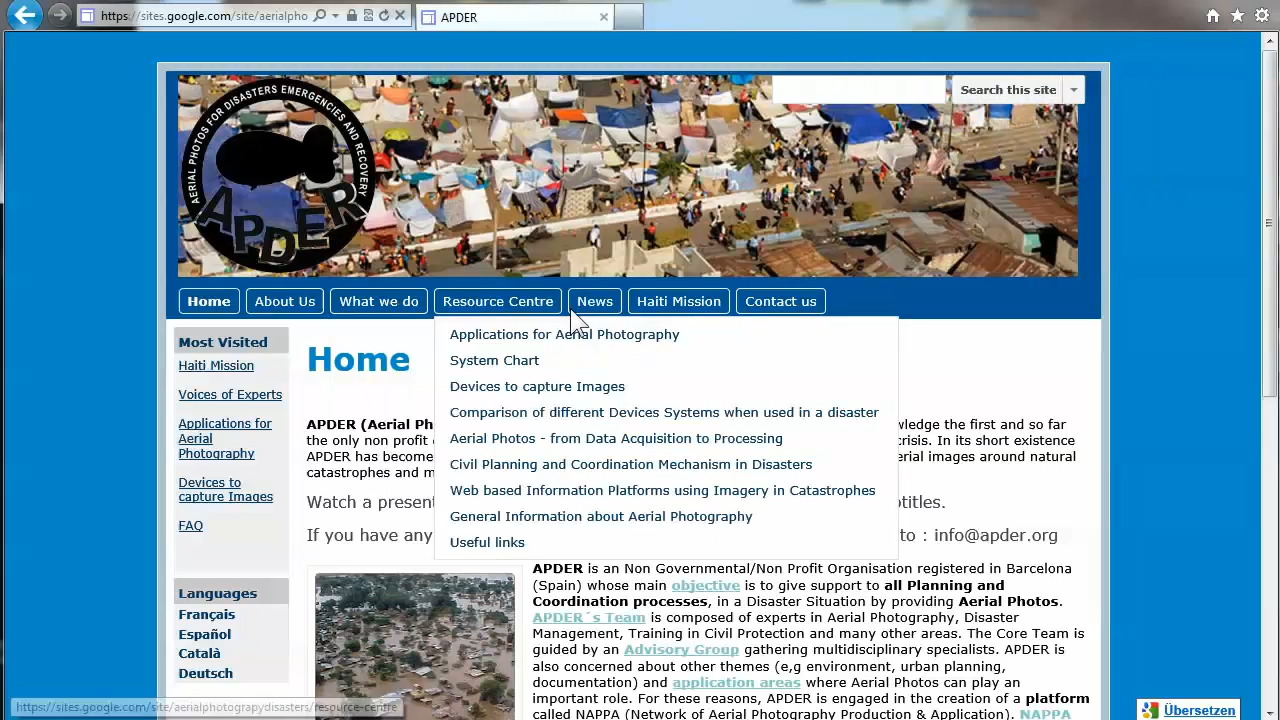 https://sites.google.com/site/aerialpho
APDER
AERIAL PHOTOS FOR DISASTERS EMERGENCIES AND RECOVERY
APDER
Search this site
Home About Us What we do Resource Centre News Haiti Mission Contact us
Most Visited
Haiti Mission
Voices of Experts
Applications for
Aerial
Photography
Devices to
capture Images
FAQ
Languages
Français
Español
Català
Deutsch
Applications for Aerial Photography
System Chart
Devices to capture Images
Comparison of different Devices Systems when used in a disaster
Aerial Photos - from Data Acquisition to Processing
Civil Planning and Coordination Mechanism in Disasters
Web based Information Platforms using Imagery in Catastrophes
General Information about Aerial Photography
Useful links
Home
APDER (Aerial Ph wledge the first and so far
the only non profit crisis. In its short existence
APDER has become erial images around natural
catastrophes and m
Watch a present
If you have any to : info@apder.org
APDER is an Non Governmental/Non Profit Organisation registered in Barcelona
(Spain) whose main objective is to give support to all Planning and
Coordination processes, in a Disaster Situation by providing Aerial Photos.
APDER´s Team is composed of experts in Aerial Photography, Disaster
Management, Training in Civil Protection and many other areas. The Core Team is
guided by an Advisory Group gathering multidisciplinary specialists. APDER is
also concerned about other themes (e,g environment, urban planning,
documentation) and application areas where Aerial Photos can play an
important role. For these reasons, APDER is engaged in the creation of a platform
called NAPPA (Network of Aerial Photography Production & Application). NAPPA
https://sites.google.com/site/aerialphotograpydisasters/resource-centre
Übersetzen